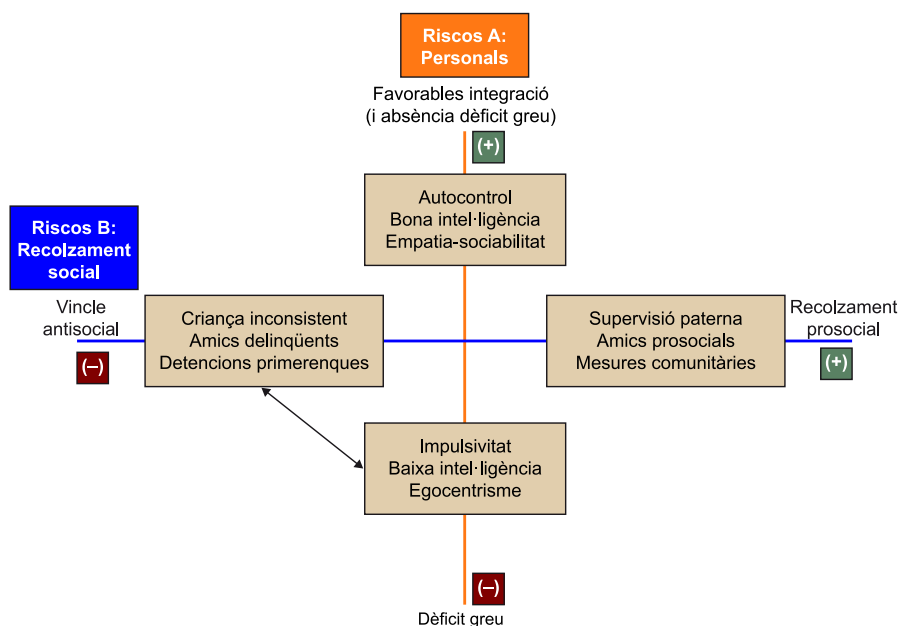 Riscos A:
Personals
Favorables integració
(i absència dèficit greu)
(+)
Autocontrol
Bona intel·ligència
Empatia-sociabilitat
Riscos B:
Recolzament
social
Vincle
antisocial
(–)
Criança inconsistent
Amics delinqüents
Detencions primerenques
Supervisió paterna
Amics prosocials
Mesures comunitàries
Recolzament
prosocial
(+)
Impulsivitat
Baixa intel·ligència
Egocentrisme
(–)
Dèficit greu